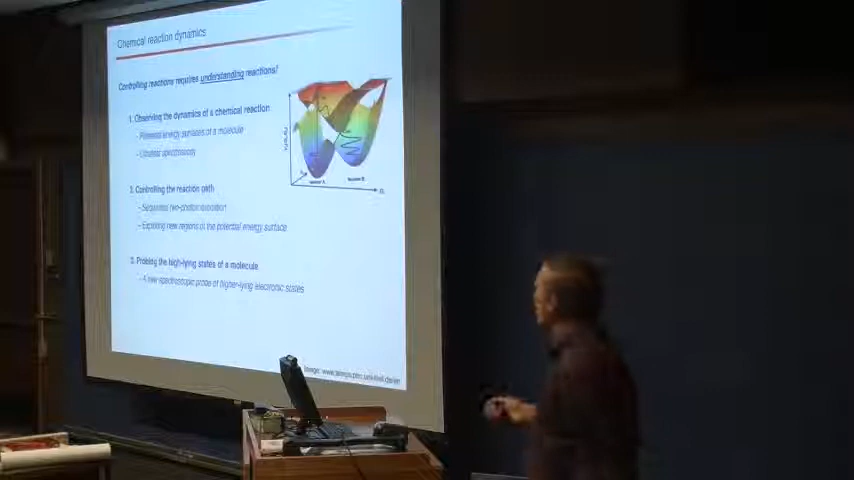 Chemical reaction dynamics
Controlling reactions requires understanding reactions!
1. Observing the dynamics of a chemical reaction
- Potential energy surfaces of a molecule
- Ultrafast spectroscopy
2. Controlling the reaction path
- Sequential two-photon excitation
- Exploring new regions of the potential energy surface
3. Probing the high-lying states of a molecule
- A new spectroscopic probe of higher-lying electronic states
Image: